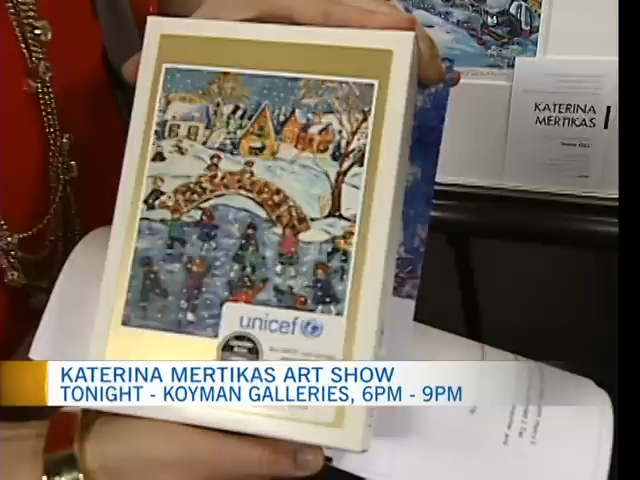 KATERINA
MERTIKAS
unicef
KATERINA MERTIKAS ART SHOW
TONIGHT - KOYMAN GALLERIES, 6PM - 9PM